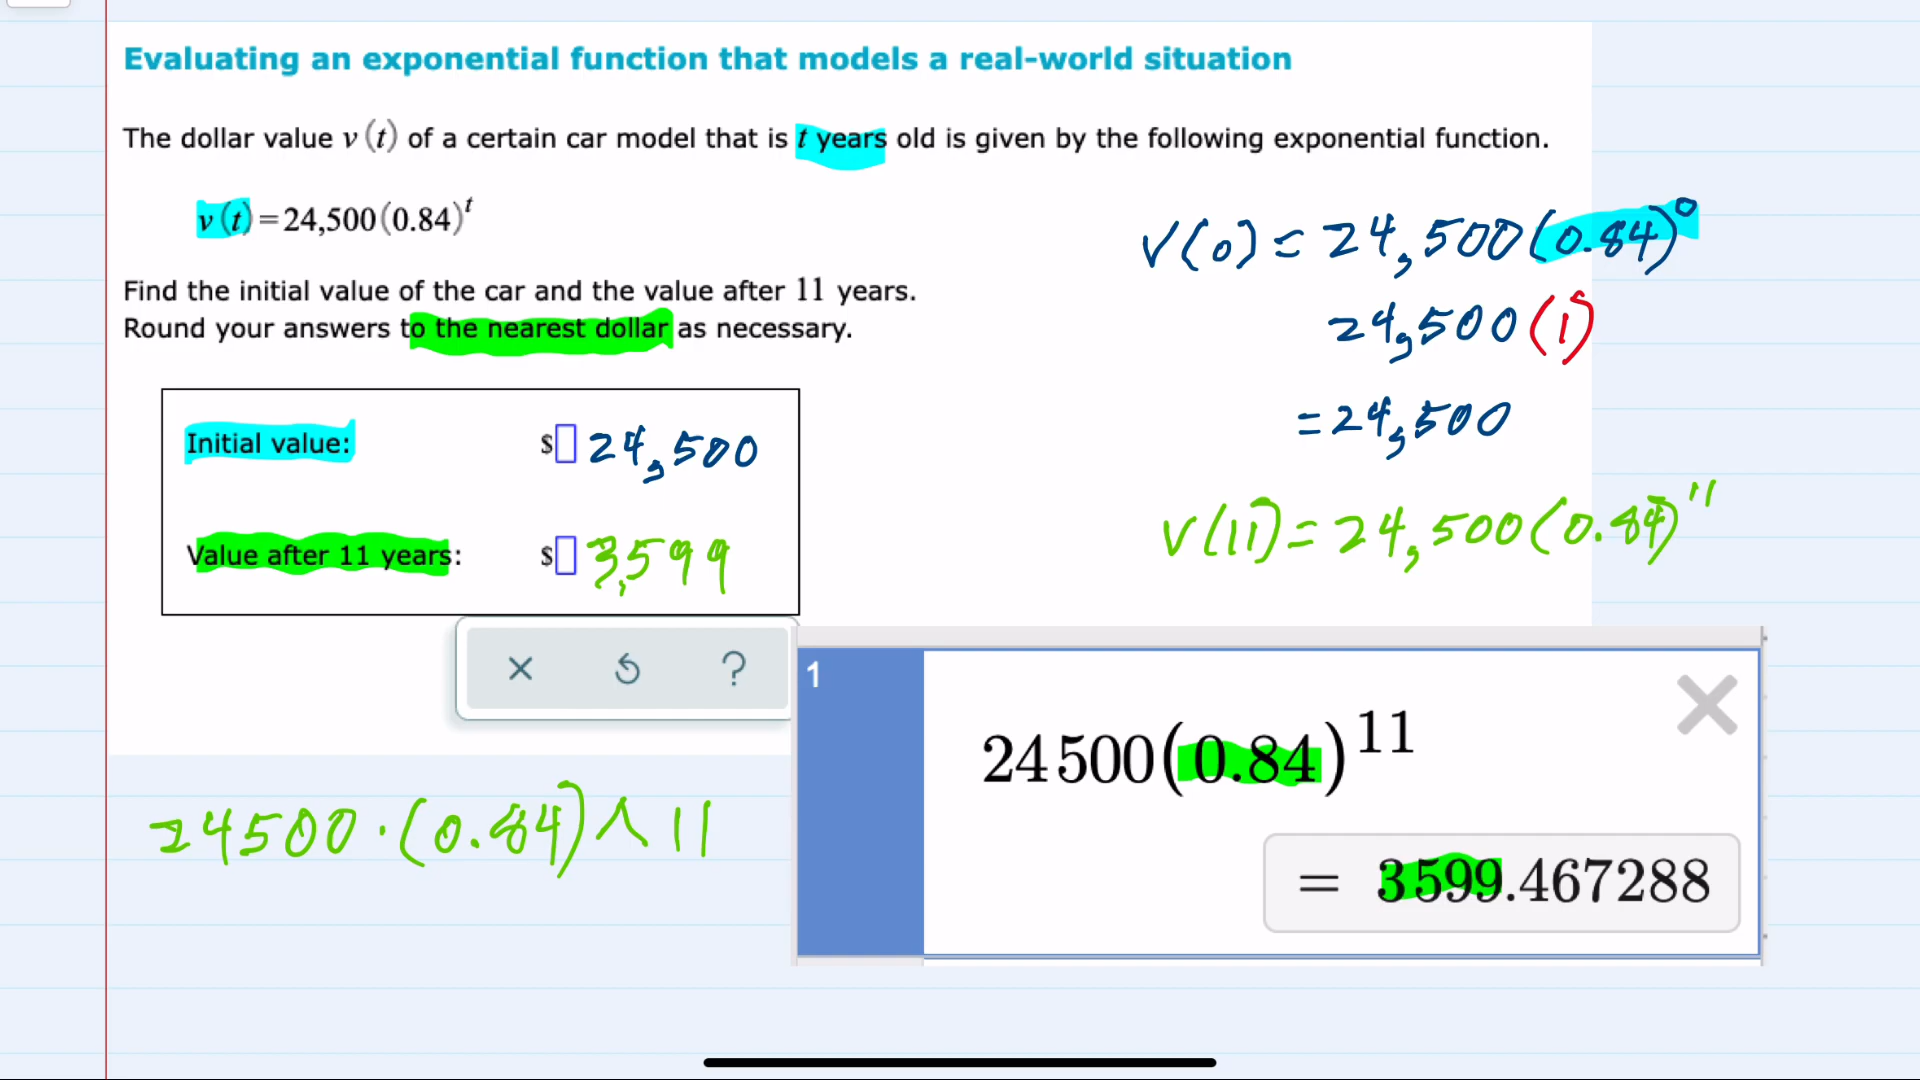 Evaluating an exponential function that models a real-world situation
The dollar value v(t) of a certain car model that is t years old is given by the following exponential function.
v(t)=24,500(0.84)^t
Find the initial value of the car and the value after 11 years.
Round your answers to the nearest dollar as necessary.
Initial value: $ 24,500
Value after 11 years: $ 3,599
V(0) = 24,500(0.84)^0
24,500(1)
=24,500
V(11) = 24,500(0.84)^11
? 1
24500(0.84)^11
= 3599.467288
24500·(0.84)^11